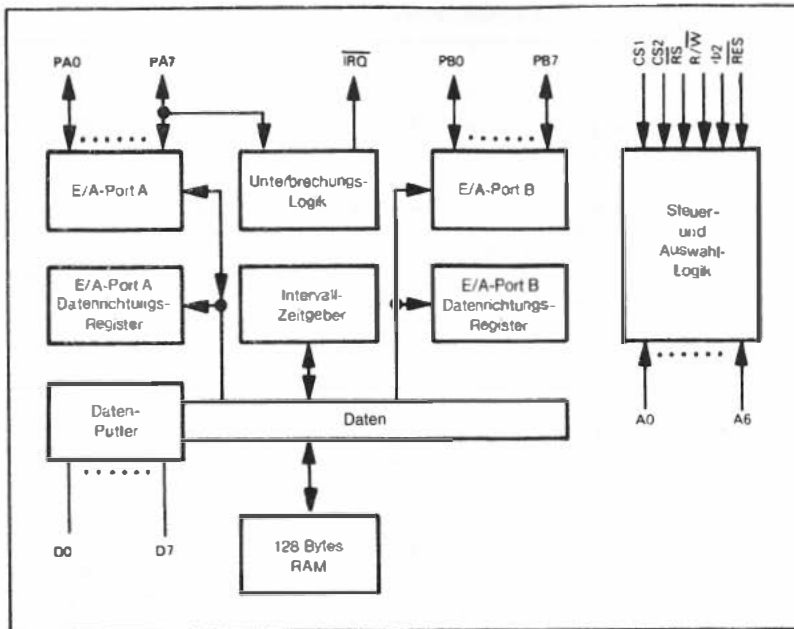 PA0 PA7 IRQ PB0 PB7
CS1
CS2
RS
R/W
RES
E/A-Port A
Unterbrechungs-
Logik
E/A-Port B
Steuer-
und
Auswahl-
Logik
E/A-Port A
Datenrichtungs-
Register
Intervall-
Zeitgeber
E/A-Port B
Datenrichtungs-
Register
Daten-
Puffer
Daten
A0 A6
D0 D7
128 Bytes
RAM